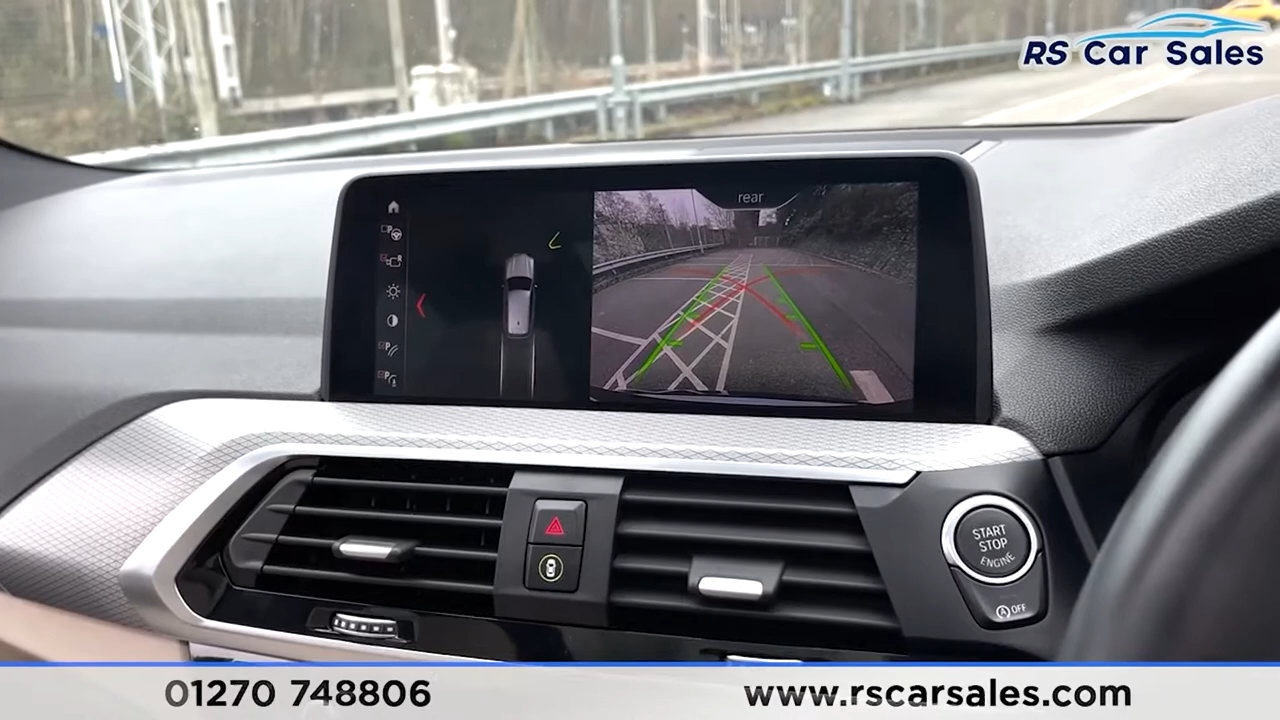 RS Car Sales
rear
START
STOP
ENGINE
OFF
01270 748806
www.rscarsales.com